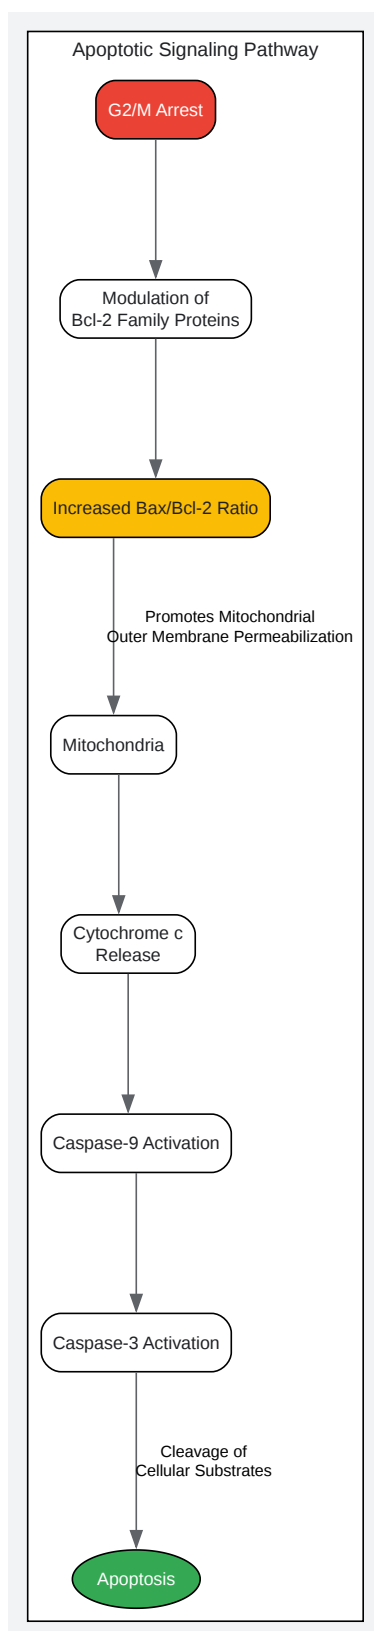 Apoptotic Signaling Pathway
G2/M Arrest
Modulation of
Bcl-2 Family Proteins
Increased Bax/Bcl-2 Ratio
Promotes Mitochondrial
Outer Membrane Permeabilization
Mitochondria
Cytochrome c
Release
Caspase-9 Activation
Caspase-3 Activation
Cleavage of
Cellular Substrates
Apoptosis